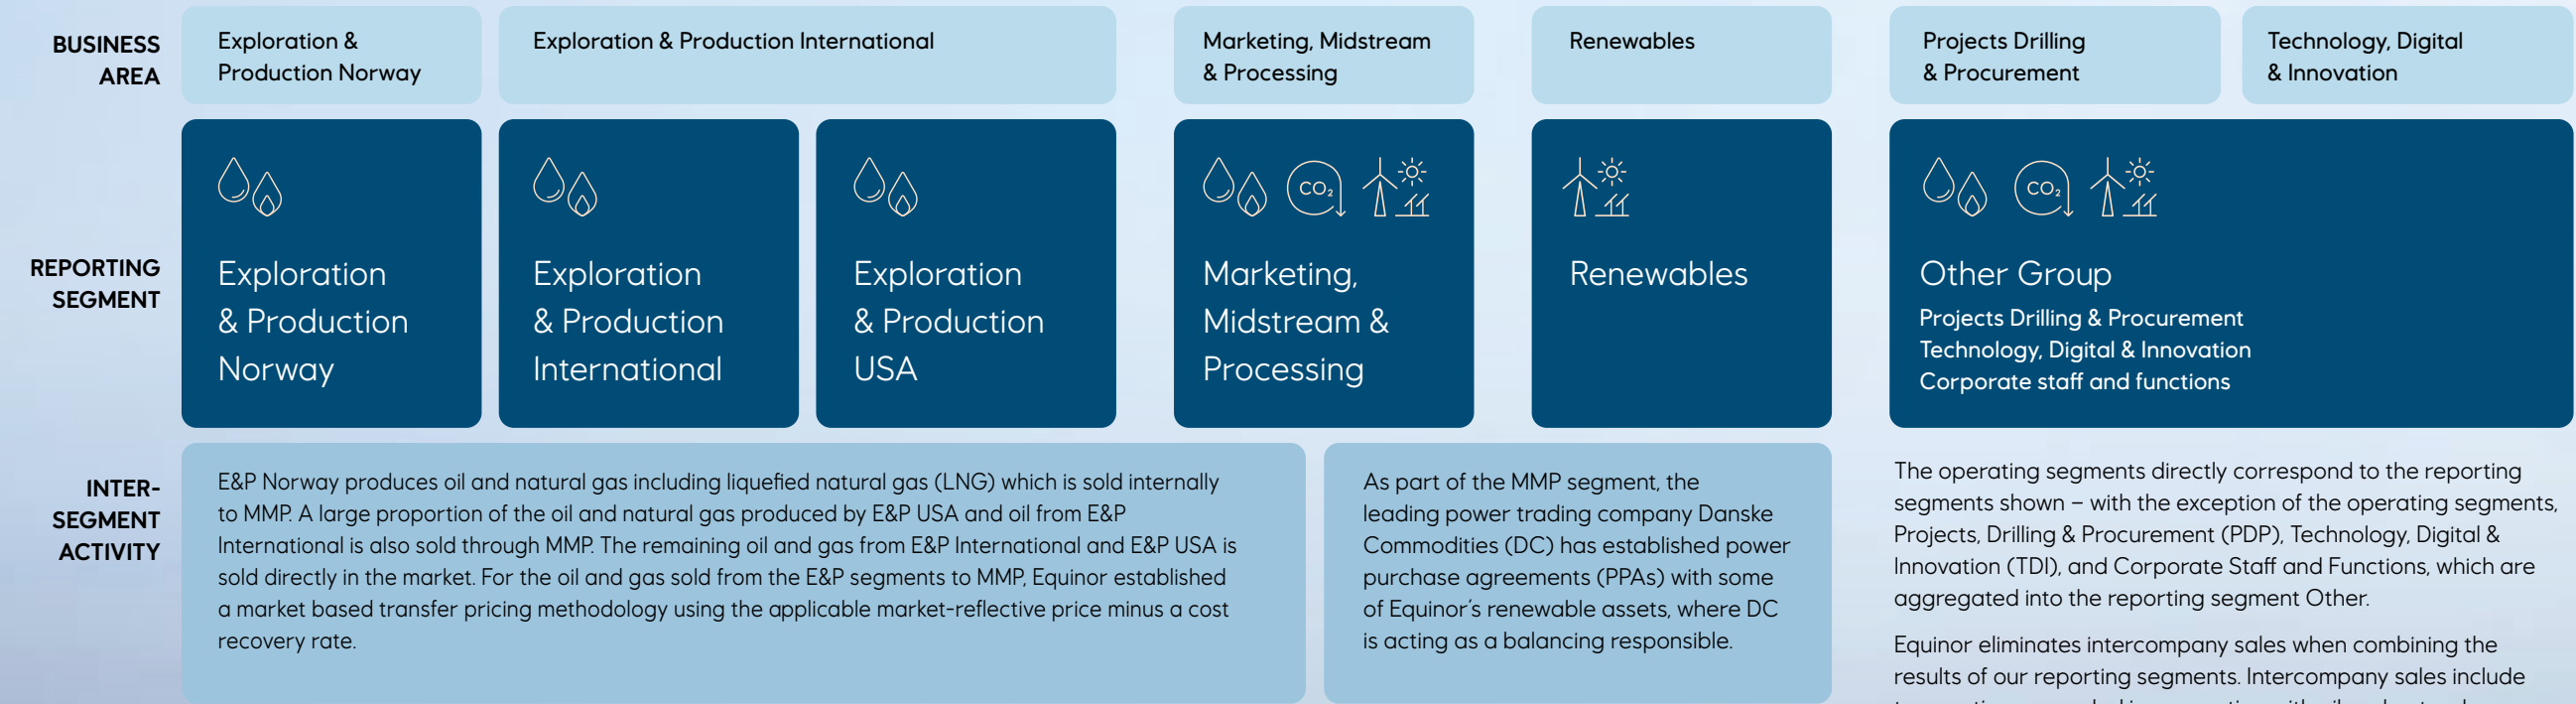 BUSINESS
AREA
Exploration &
Production Norway
Exploration & Production International
Marketing, Midstream
& Processing
Renewables
Projects Drilling
& Procurement
Technology, Digital
& Innovation
REPORTING
SEGMENT
Exploration
& Production
Norway
Exploration
& Production
International
Exploration
& Production
USA
CO₂
Marketing,
Midstream &
Processing
Renewables
CO₂
Other Group
Projects Drilling & Procurement
Technology, Digital & Innovation
Corporate staff and functions
INTER-
SEGMENT
ACTIVITY
E&P Norway produces oil and natural gas including liquefied natural gas (LNG) which is sold internally
to MMP. A large proportion of the oil and natural gas produced by E&P USA and oil from E&P
International is also sold through MMP. The remaining oil and gas from E&P International and E&P USA is
sold directly in the market. For the oil and gas sold from the E&P segments to MMP, Equinor established
a market based transfer pricing methodology using the applicable market-reflective price minus a cost
recovery rate.
As part of the MMP segment, the
leading power trading company Danske
Commodities (DC) has established power
purchase agreements (PPAs) with some
of Equinor's renewable assets, where DC
is acting as a balancing responsible.
The operating segments directly correspond to the reporting
segments shown – with the exception of the operating segments,
Projects, Drilling & Procurement (PDP), Technology, Digital &
Innovation (TDI), and Corporate Staff and Functions, which are
aggregated into the reporting segment Other.
Equinor eliminates intercompany sales when combining the
results of our reporting segments. Intercompany sales include